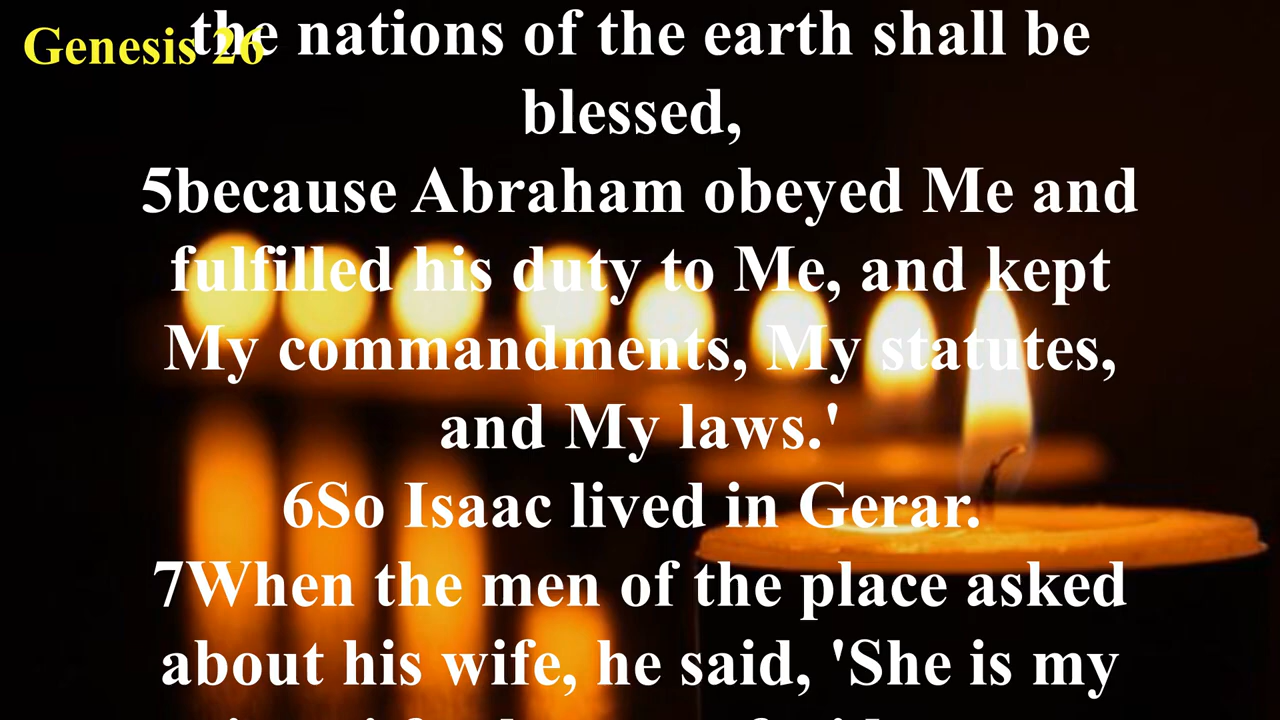 Genesis 26
the nations of the earth shall be
blessed,
5because Abraham obeyed Me and
fulfilled his duty to Me, and kept
My commandments, My statutes,
and My laws.'
6So Isaac lived in Gerar.
7When the men of the place asked
about his wife, he said, 'She is my